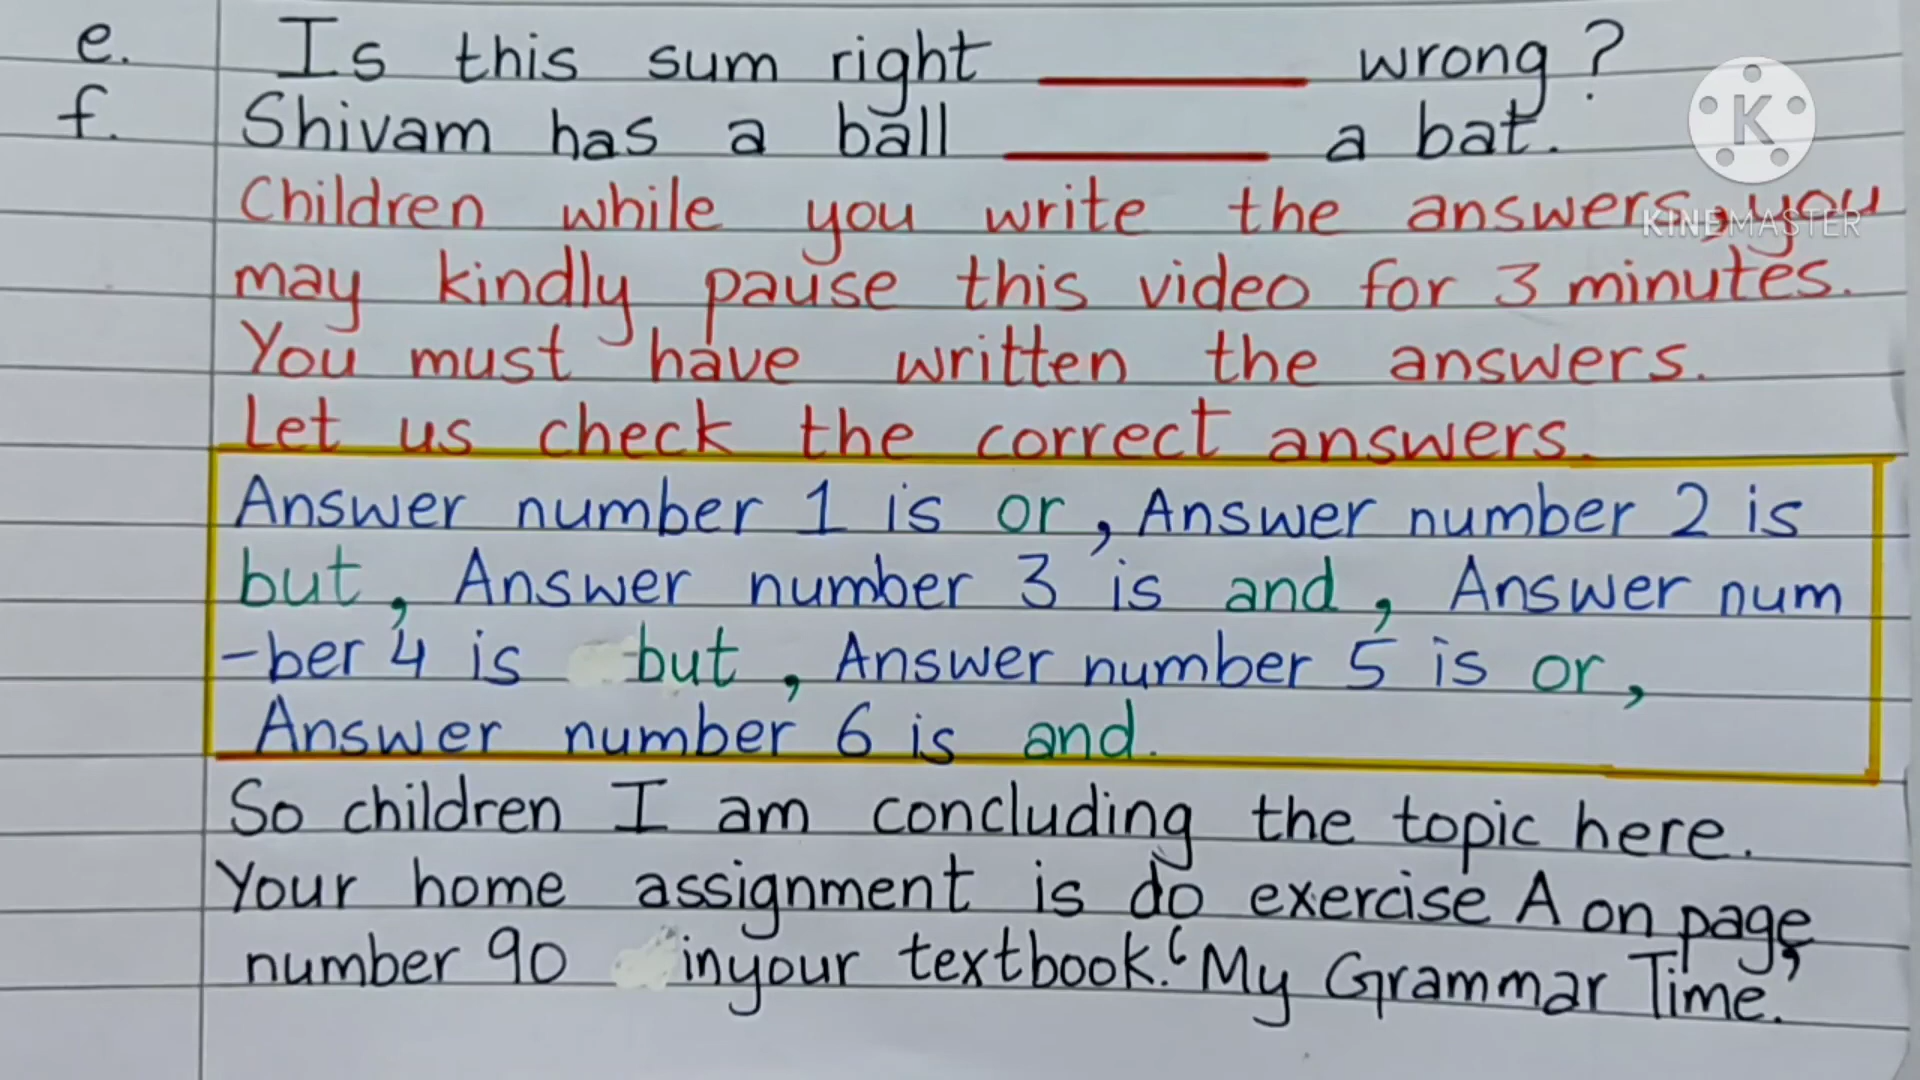 e. Is this sum right ______ wrong ?
f. Shivam has a ball ______ a bat.
Children while you write the answers, you
may kindly pause this video for 3 minutes.
You must have written the answers.
Let us check the correct answers.
Answer number 1 is or, Answer number 2 is
but, Answer number 3 is and, Answer num
-ber 4 is but, Answer number 5 is or,
Answer number 6 is and.
So children I am concluding the topic here.
Your home assignment is do exercise A on page
number 90 in your textbook. ‘My Grammar Time.’
K
KINEMASTER